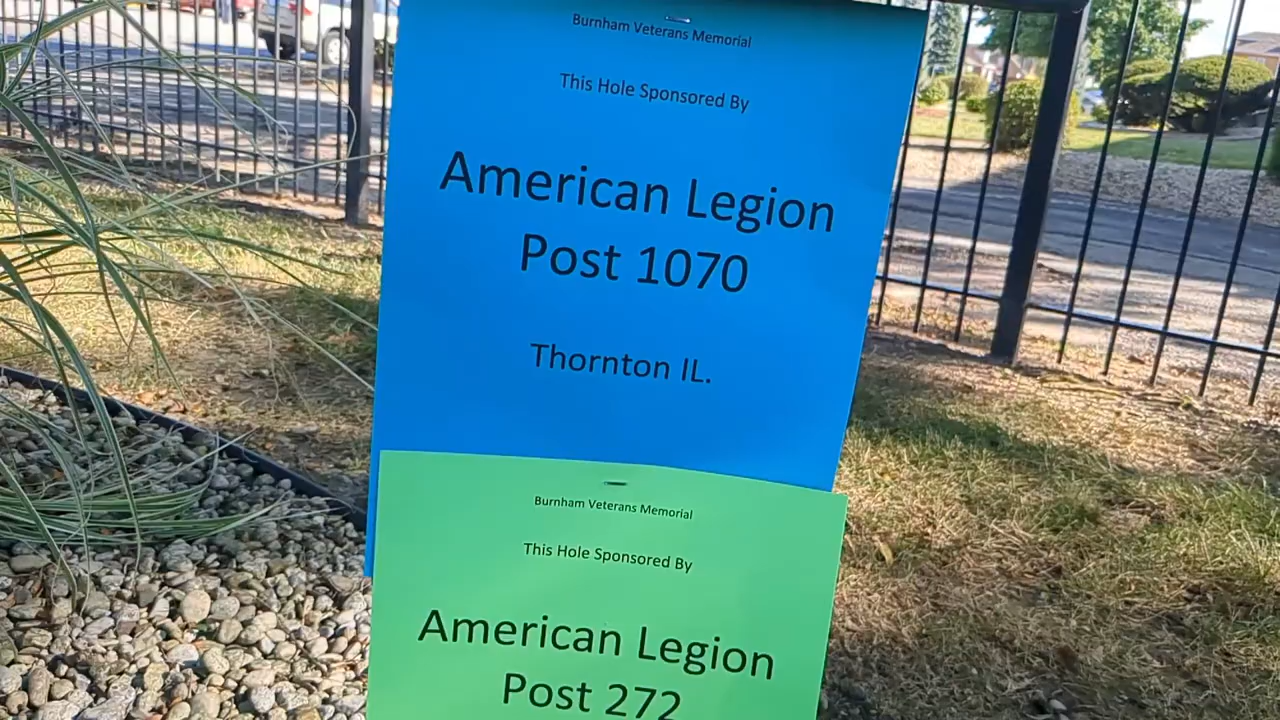 Burnham Veterans Memorial
This Hole Sponsored By
American Legion
Post 1070
Thornton IL.
Burnham Veterans Memorial
This Hole Sponsored By
American Legion
Post 272